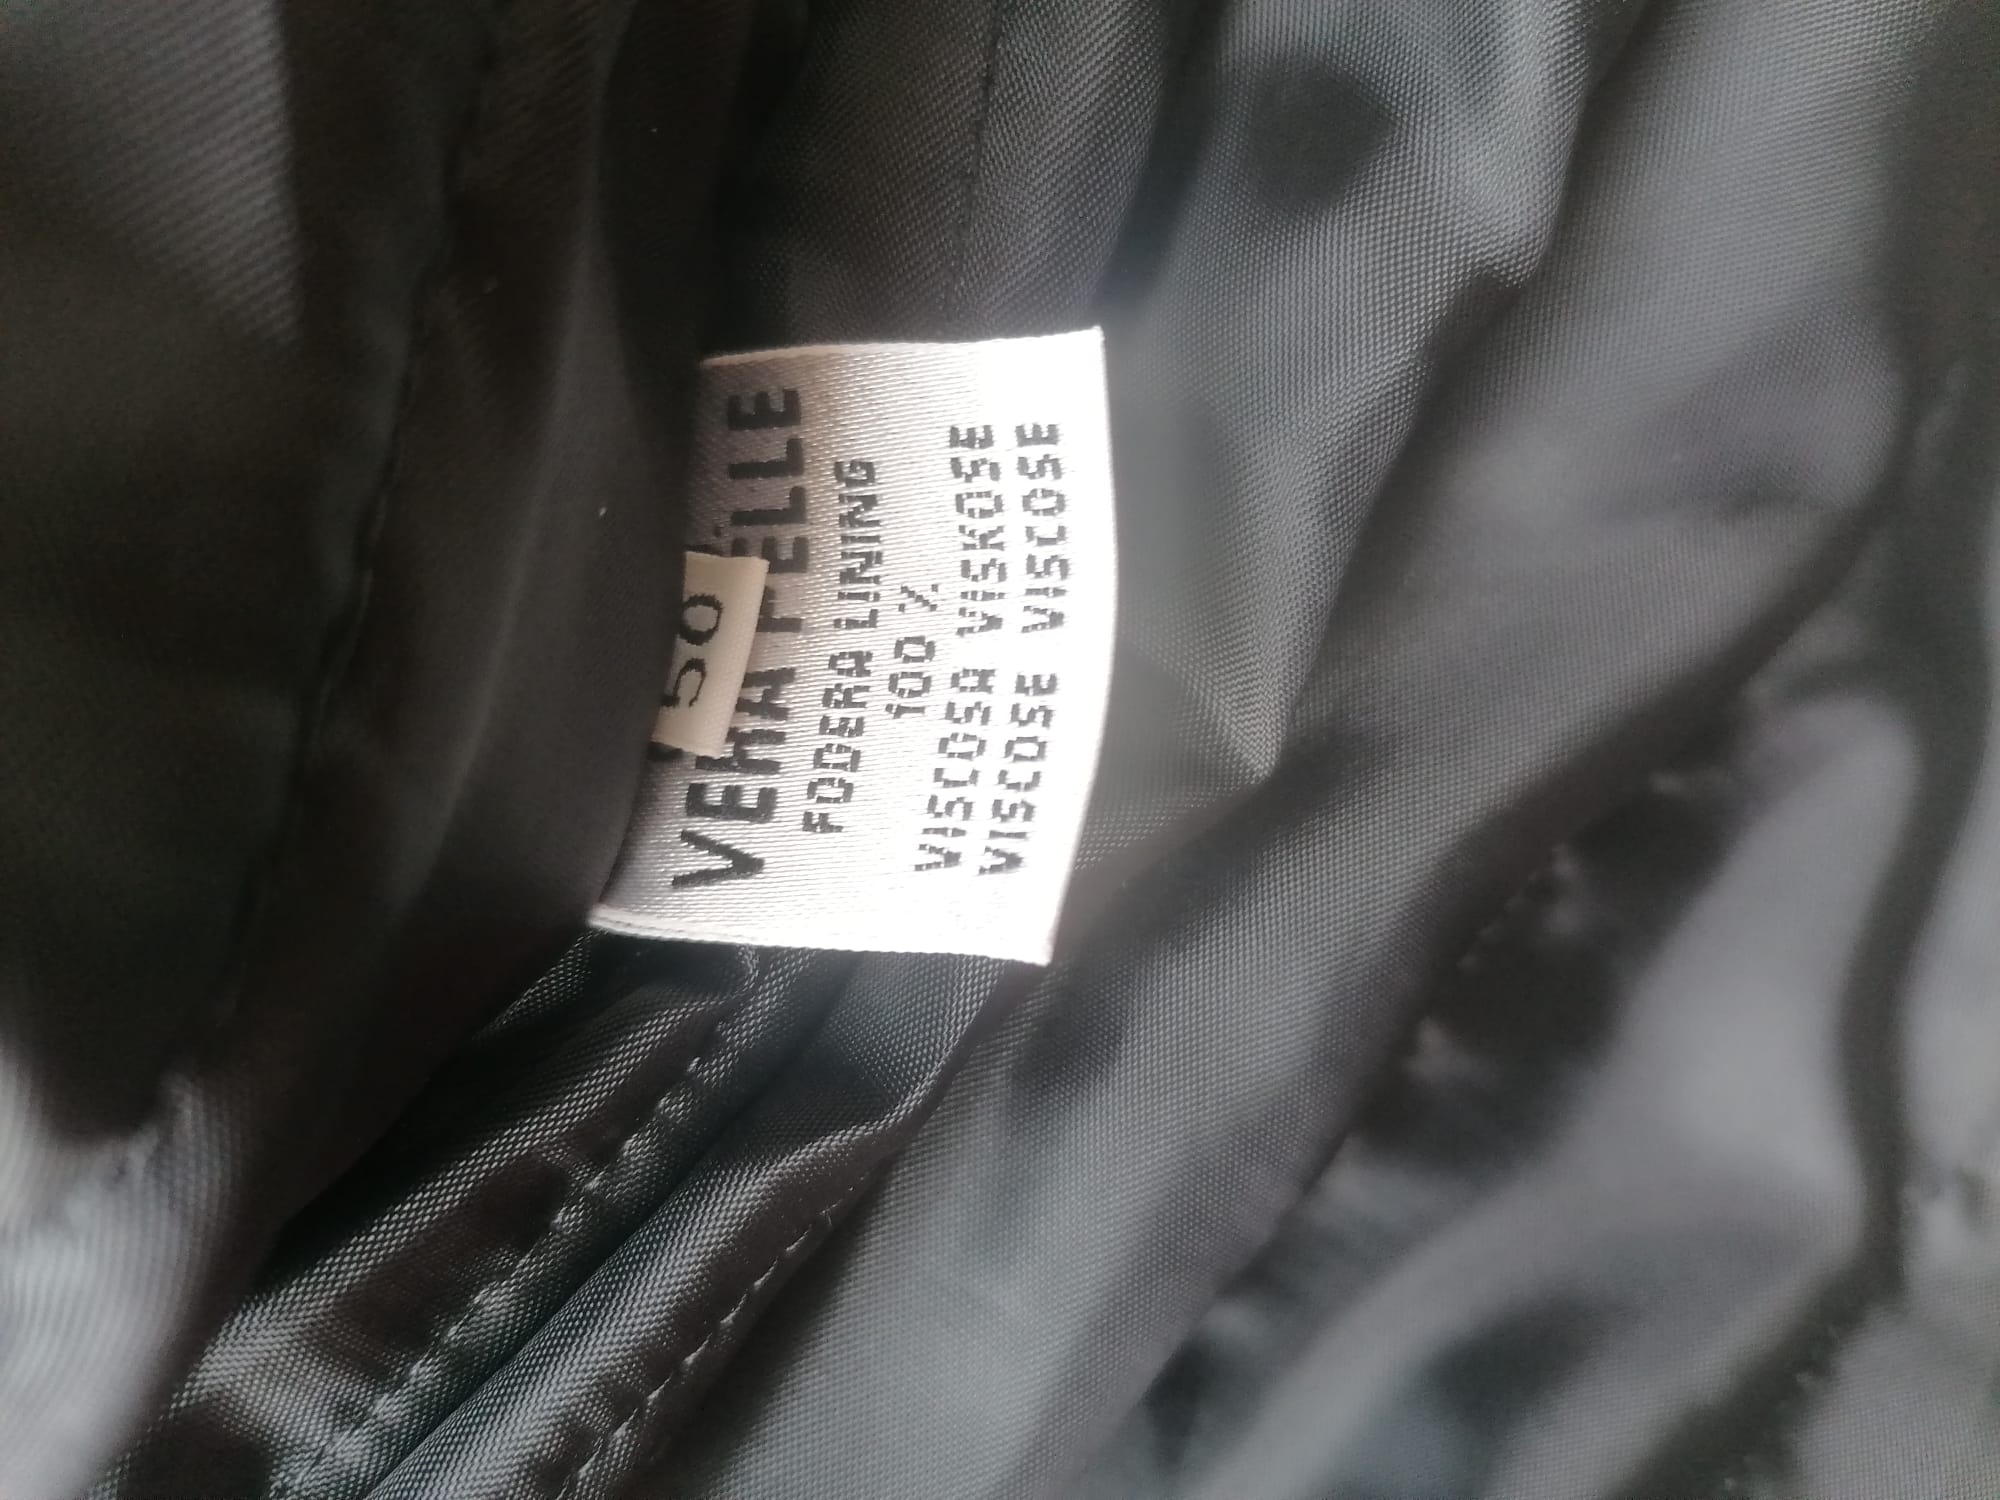 50
VERA PELLE
FODERA LINING
100%
VISCOSA VISKOSE
VISCOSE VISCOSE